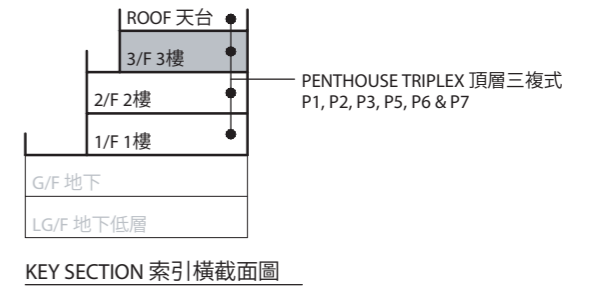 ROOF 天台
3/F 3樓
2/F 2樓
1/F 1樓
G/F 地下
LG/F 地下低層
PENTHOUSE TRIPLEX 頂層三複式
P1, P2, P3, P5, P6 & P7
KEY SECTION 索引橫截面圖